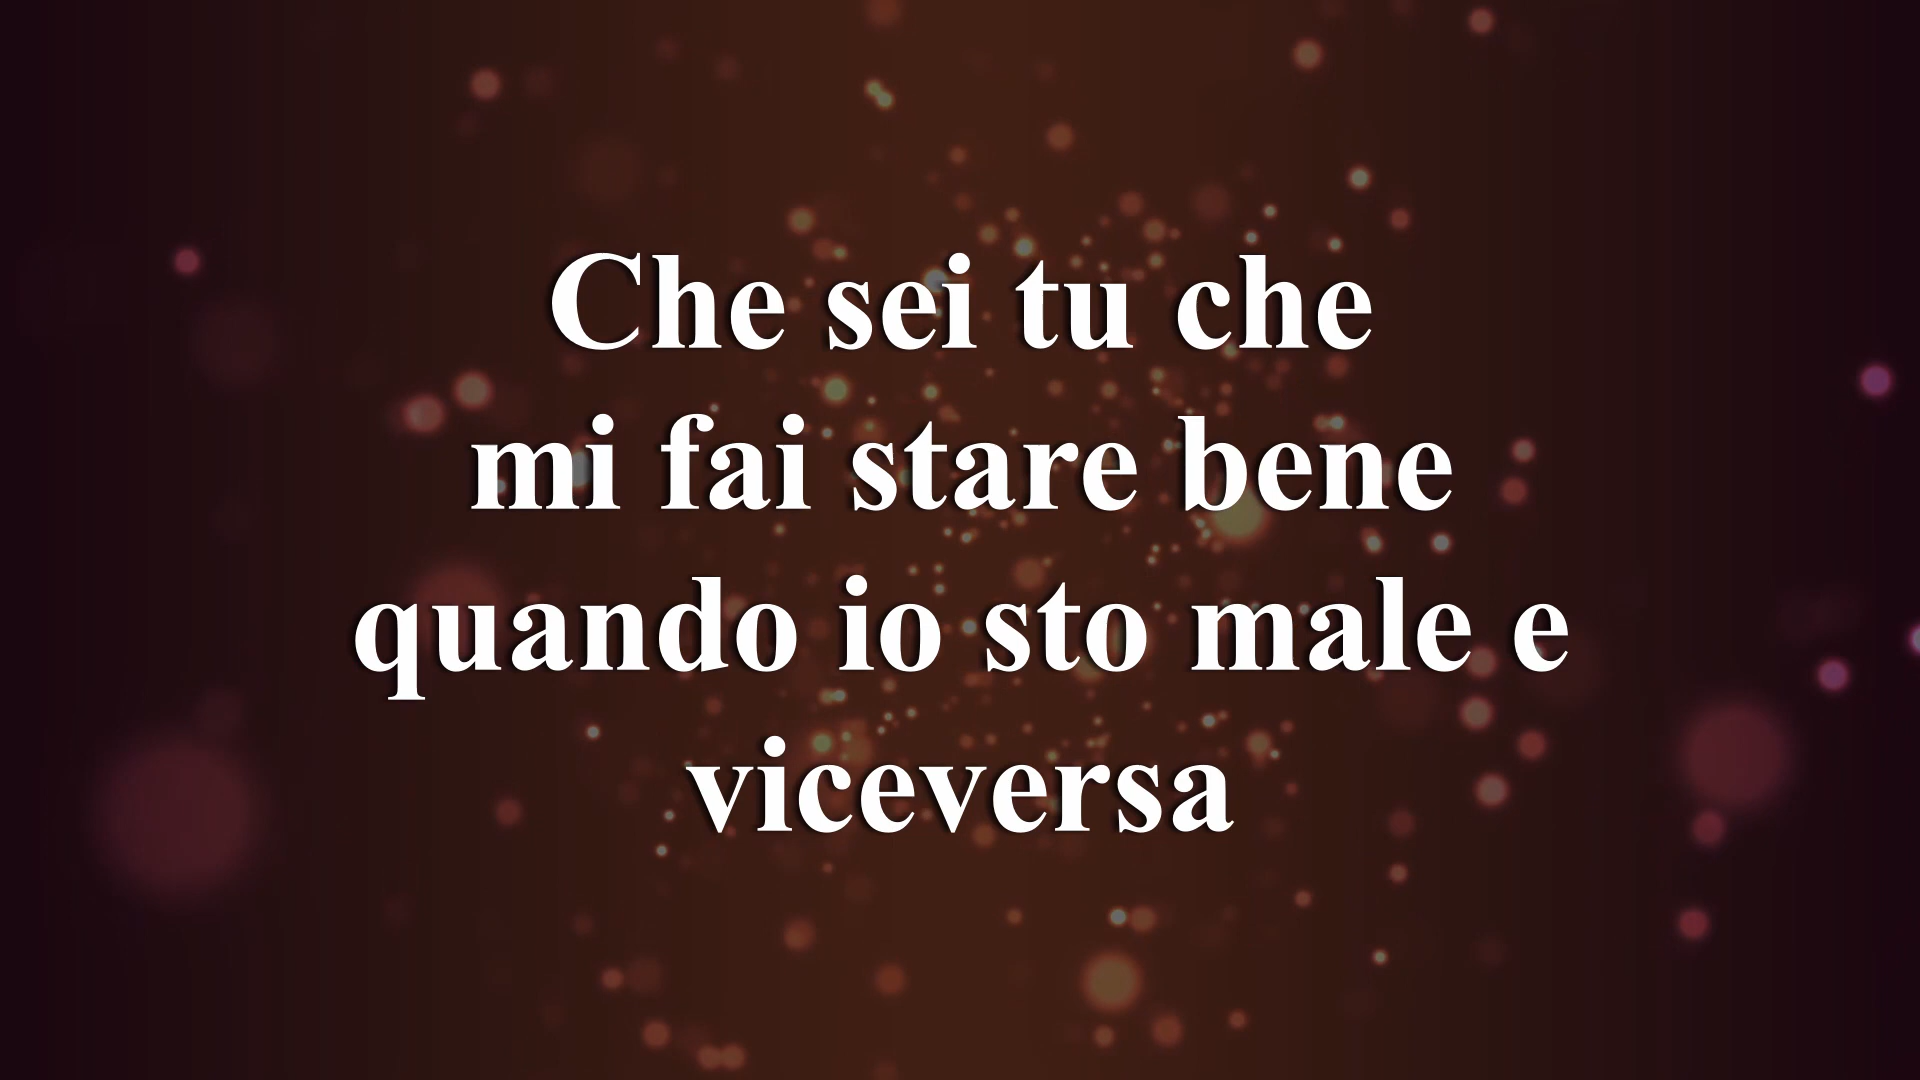 Che sei tu che
mi fai stare bene
quando io sto male e
viceversa